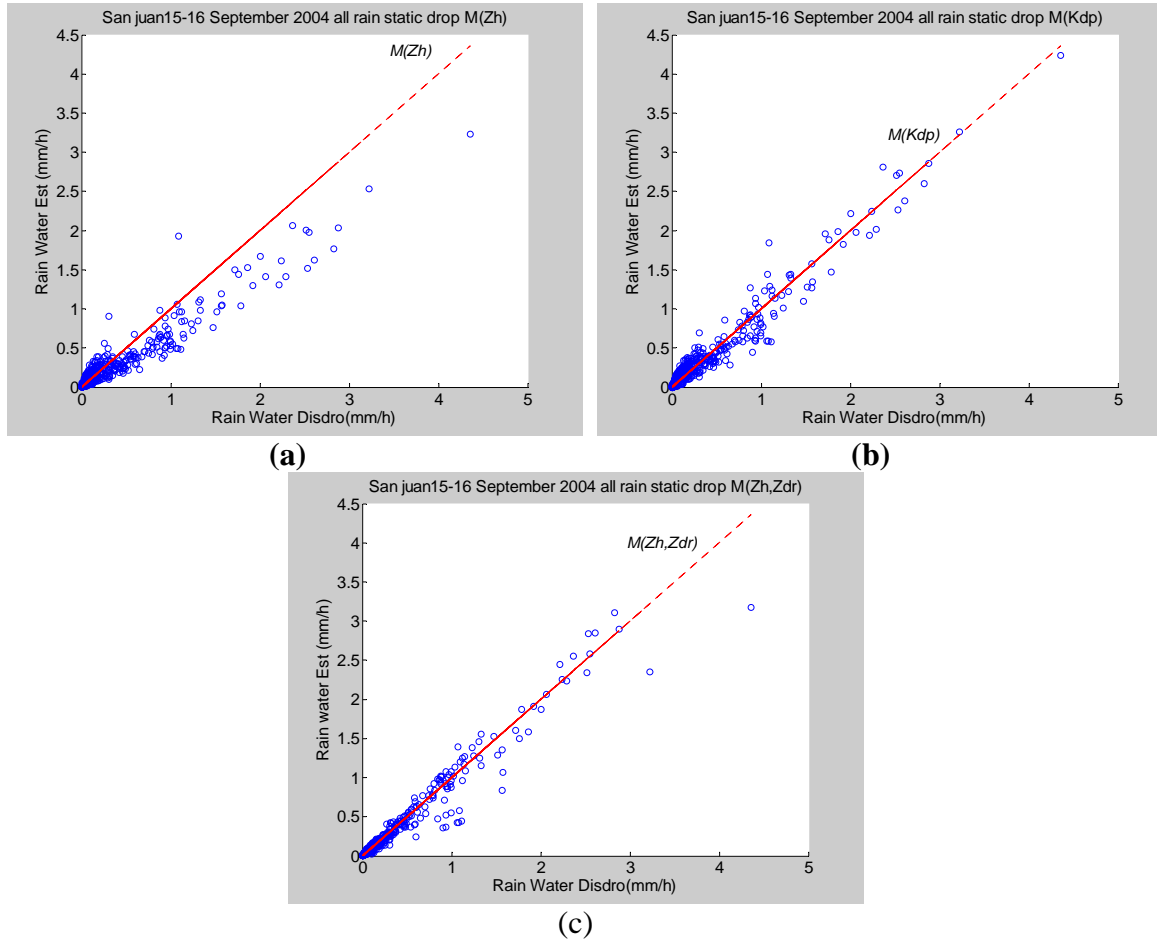 San juan15-16 September 2004 all rain static drop M(Zh)
4.5
4
3.5
3
2.5
2
1.5
1
0.5
0
Rain Water Est (mm/h)
M(Zh)
0 1 2 3 4 5
Rain Water Disdro(mm/h)
(a)
San juan15-16 September 2004 all rain static drop M(Kdp)
4.5
4
3.5
3
2.5
2
1.5
1
0.5
0
Rain Water Est (mm/h)
M(Kdp)
0 1 2 3 4 5
Rain Water Disdro(mm/h)
(b)
San juan15-16 September 2004 all rain static drop M(Zh,Zdr)
4.5
4
3.5
3
2.5
2
1.5
1
0.5
0
Rain water Est (mm/h)
M(Zh,Zdr)
0 1 2 3 4 5
Rain Water Disdro(mm/h)
(c)